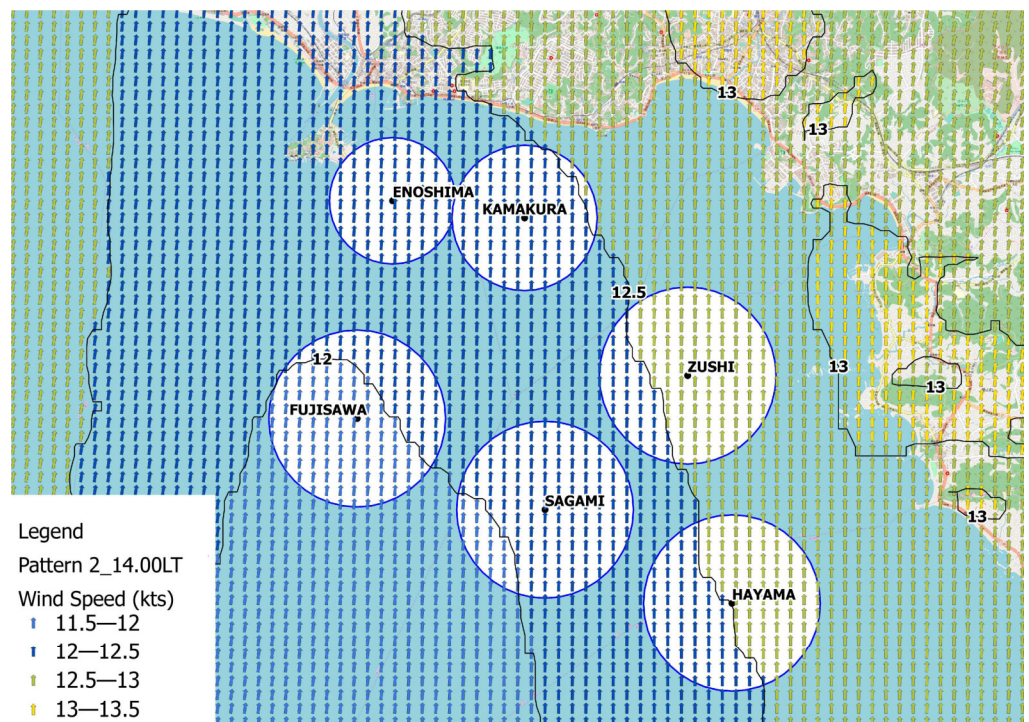 13
13
ENOSHIMA
KAMAKURA
12.5
12
ZUSHI
13
FUJISAWA
13
SAGAMI
13
HAYAMA
Legend
Pattern 2_14.00LT
Wind Speed (kts)
11.5—12
12—12.5
12.5—13
13—13.5